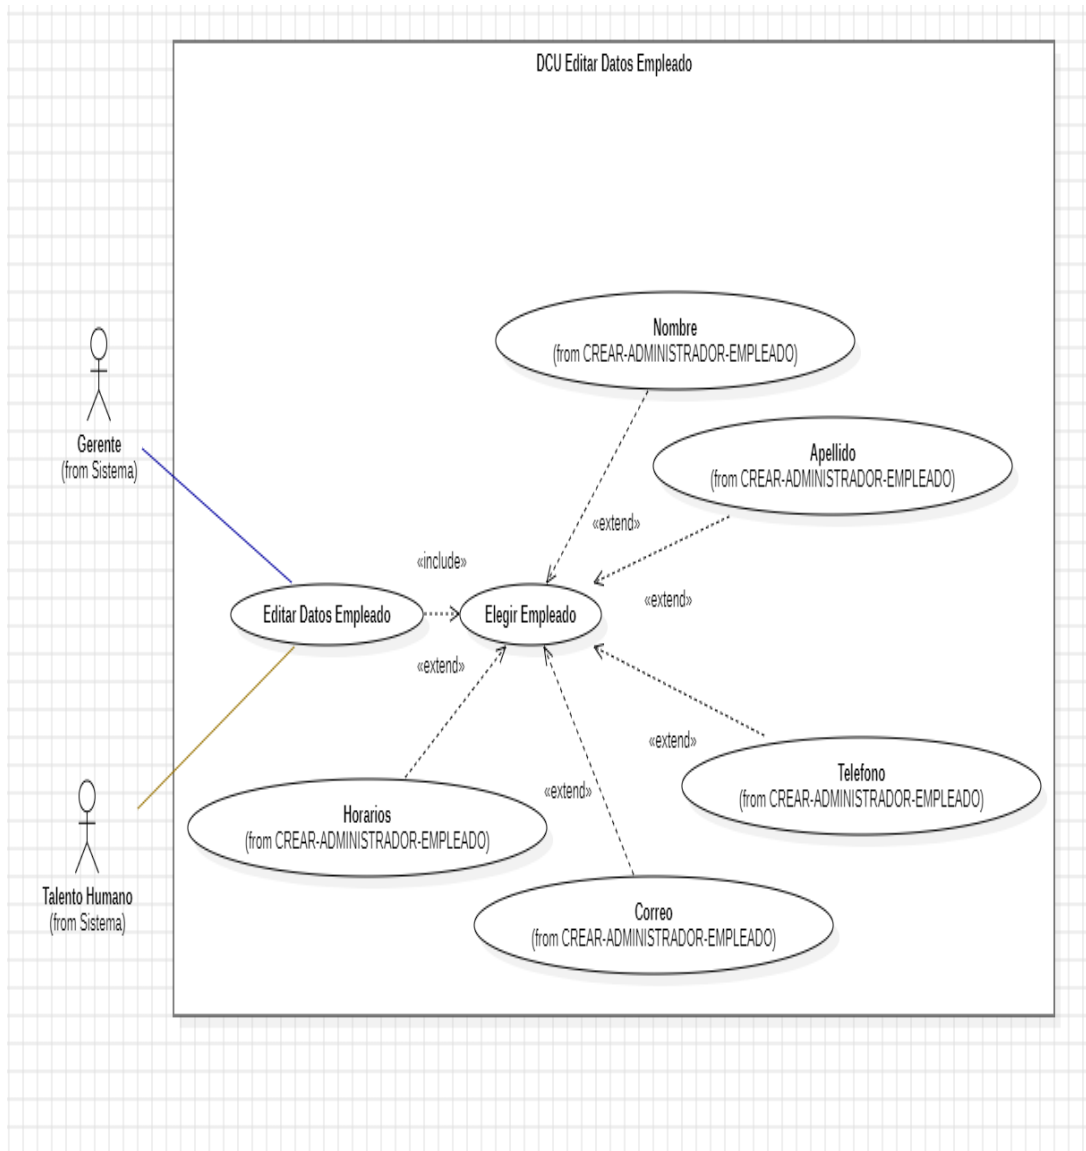 DCU Editar Datos Empleado
Nombre
(from CREAR-ADMINISTRADOR-EMPLEADO)
Apellido
(from CREAR-ADMINISTRADOR-EMPLEADO)
Gerente
(from Sistema)
«extend»
«include»
«extend»
Editar Datos Empleado
Elegir Empleado
«extend»
«extend»
Telefono
(from CREAR-ADMINISTRADOR-EMPLEADO)
«extend»
Horarios
(from CREAR-ADMINISTRADOR-EMPLEADO)
Talento Humano
(from Sistema)
Correo
(from CREAR-ADMINISTRADOR-EMPLEADO)